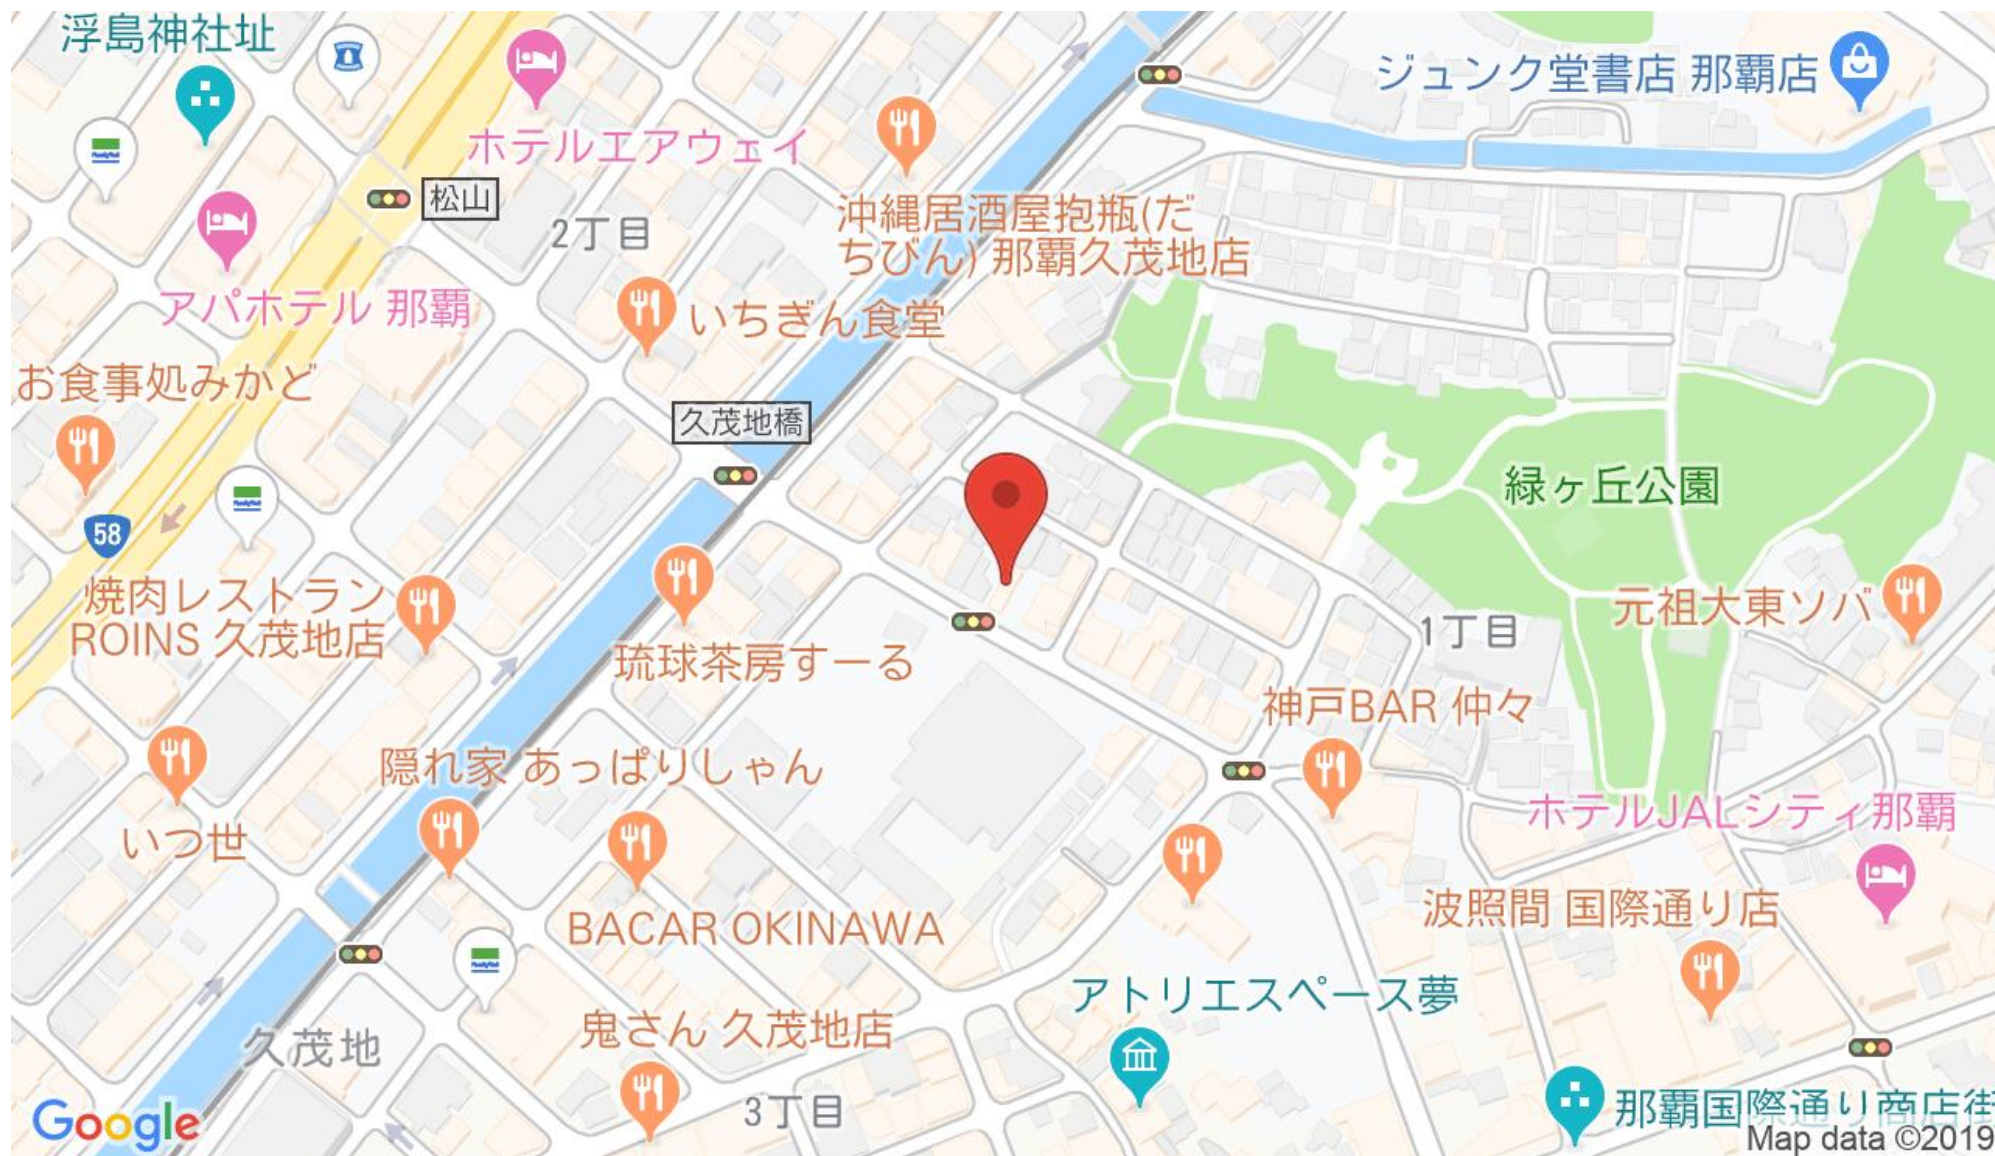 浮島神社址
ジュンク堂書店 那覇店
ホテルエアウェイ
松山
2丁目
沖縄居酒屋抱瓶(だ
ちびん) 那覇久茂地店
アパホテル 那覇
いちぎん食堂
お食事処みかど
久茂地橋
緑ヶ丘公園
58
焼肉レストラン
ROINS 久茂地店
元祖大東ソバ
1丁目
琉球茶房すーる
神戸BAR 仲々
隠れ家 あっぱりしゃん
いつ世
ホテルJALシティ那覇
BACAR OKINAWA
波照間 国際通り店
アトリエスペース夢
鬼さん 久茂地店
久茂地
3丁目
那覇国際通り商店街
Google
Map data ©2019